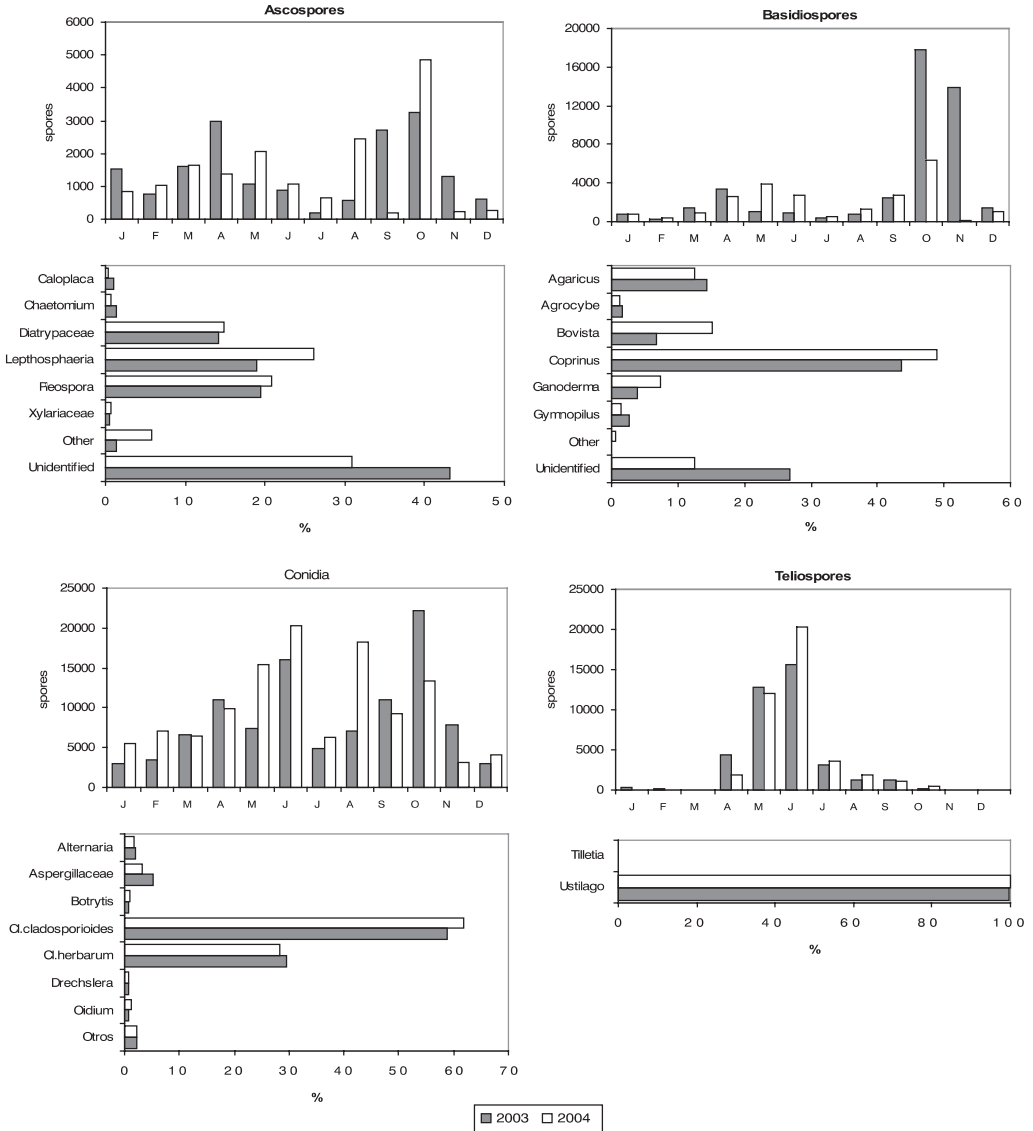 Ascospores
6000
5000
4000
3000
2000
1000
0
spores
J F M A M J J A S O N D
Caloplaca
Chaetomium
Diatrypaceae
Lepthosphaeria
Pleospora
Xylariaceae
Other
Unidentified
0 10 20 30 40 50
%
Basidiospores
20000
16000
12000
8000
4000
0
spores
J F M A M J J A S O N D
Agaricus
Agrocybe
Bovista
Coprinus
Ganoderma
Gymnopilus
Other
Unidentified
0 10 20 30 40 50 60
%
Conidia
25000
20000
15000
10000
5000
0
spores
J F M A M J J A S O N D
Alternaria
Aspergillaceae
Botrytis
Cl.cladosporioides
Cl.herbarum
Drechslera
Oidium
Otros
0 10 20 30 40 50 60 70
%
Teliospores
25000
20000
15000
10000
5000
0
spores
J F M A M J J A S O N D
Tilletia
Ustilago
0 20 40 60 80 100
%
2003 2004